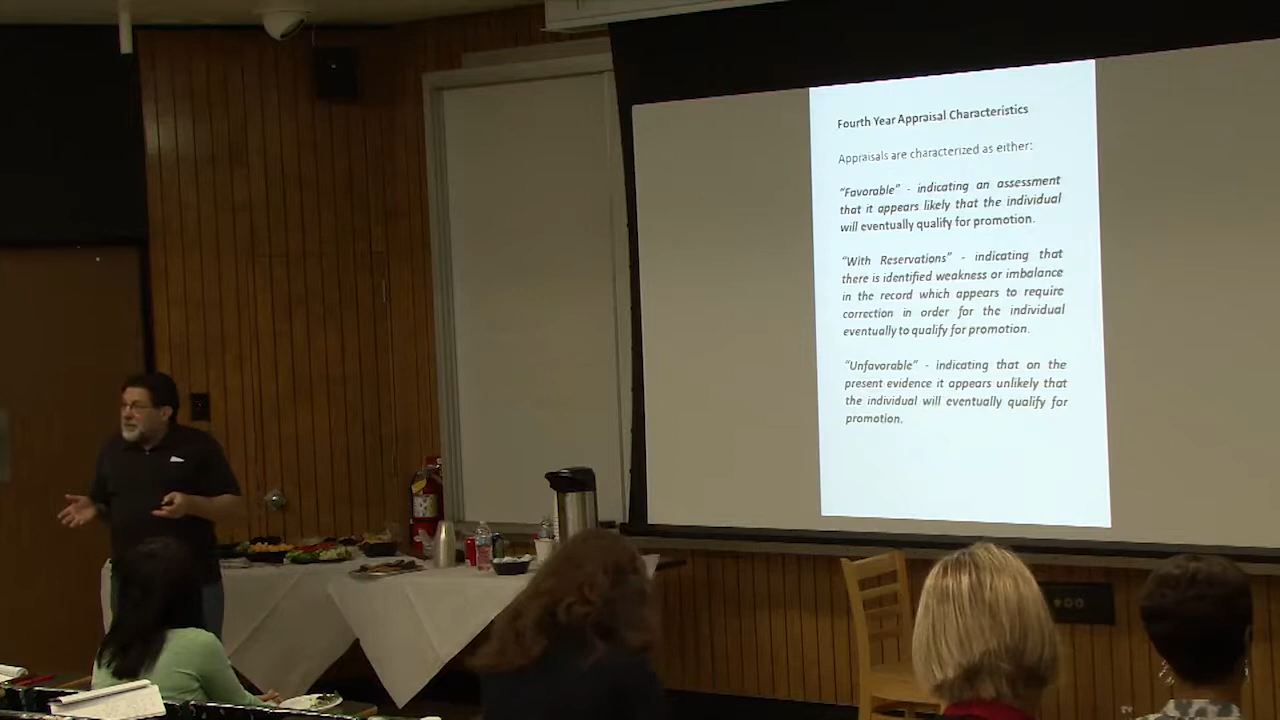 Fourth Year Appraisal Characteristics
Appraisals are characterized as either:
“Favorable” - indicating an assessment
that it appears likely that the individual
will eventually qualify for promotion.
“With Reservations” - indicating that
there is identified weakness or imbalance
in the record which appears to require
correction in order for the individual
eventually to qualify for promotion.
“Unfavorable” - indicating that on the
present evidence it appears unlikely that
the individual will eventually qualify for
promotion.